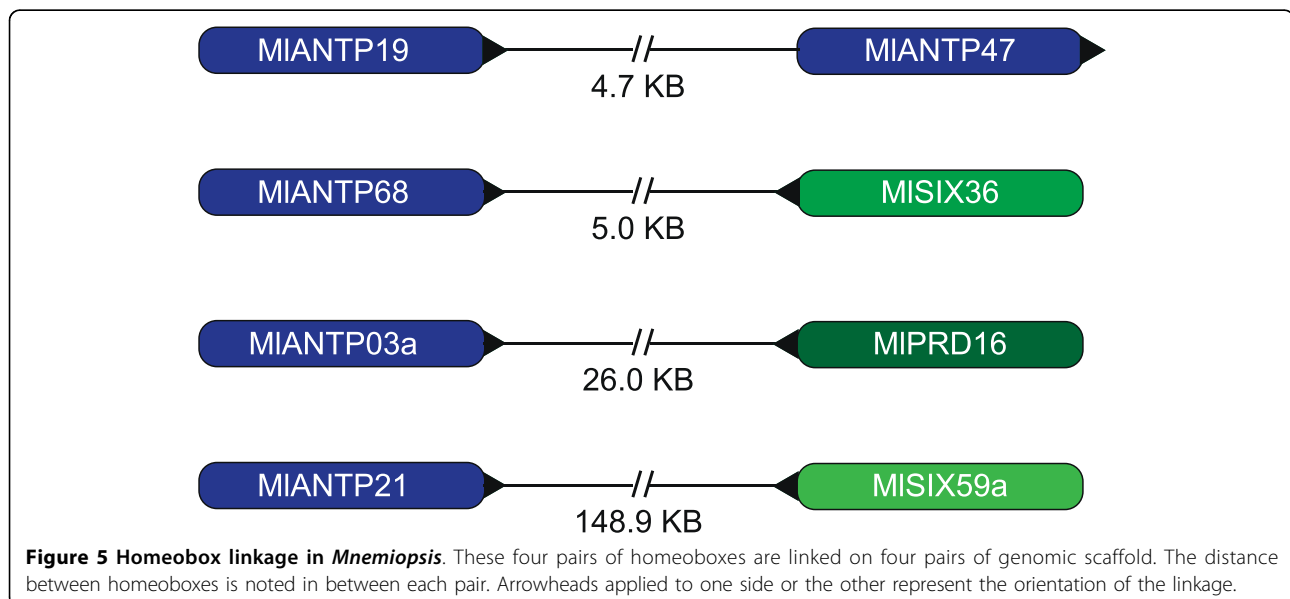 MIANTP19 MIANTP47
4.7 KB
MIANTP68 MISIX36
5.0 KB
MIANTP03a MIPRD16
26.0 KB
MIANTP21 MISIX59a
148.9 KB
Figure 5 Homeobox linkage in Mnemiopsis. These four pairs of homeoboxes are linked on four pairs of genomic scaffold. The distance
between homeoboxes is noted in between each pair. Arrowheads applied to one side or the other represent the orientation of the linkage.